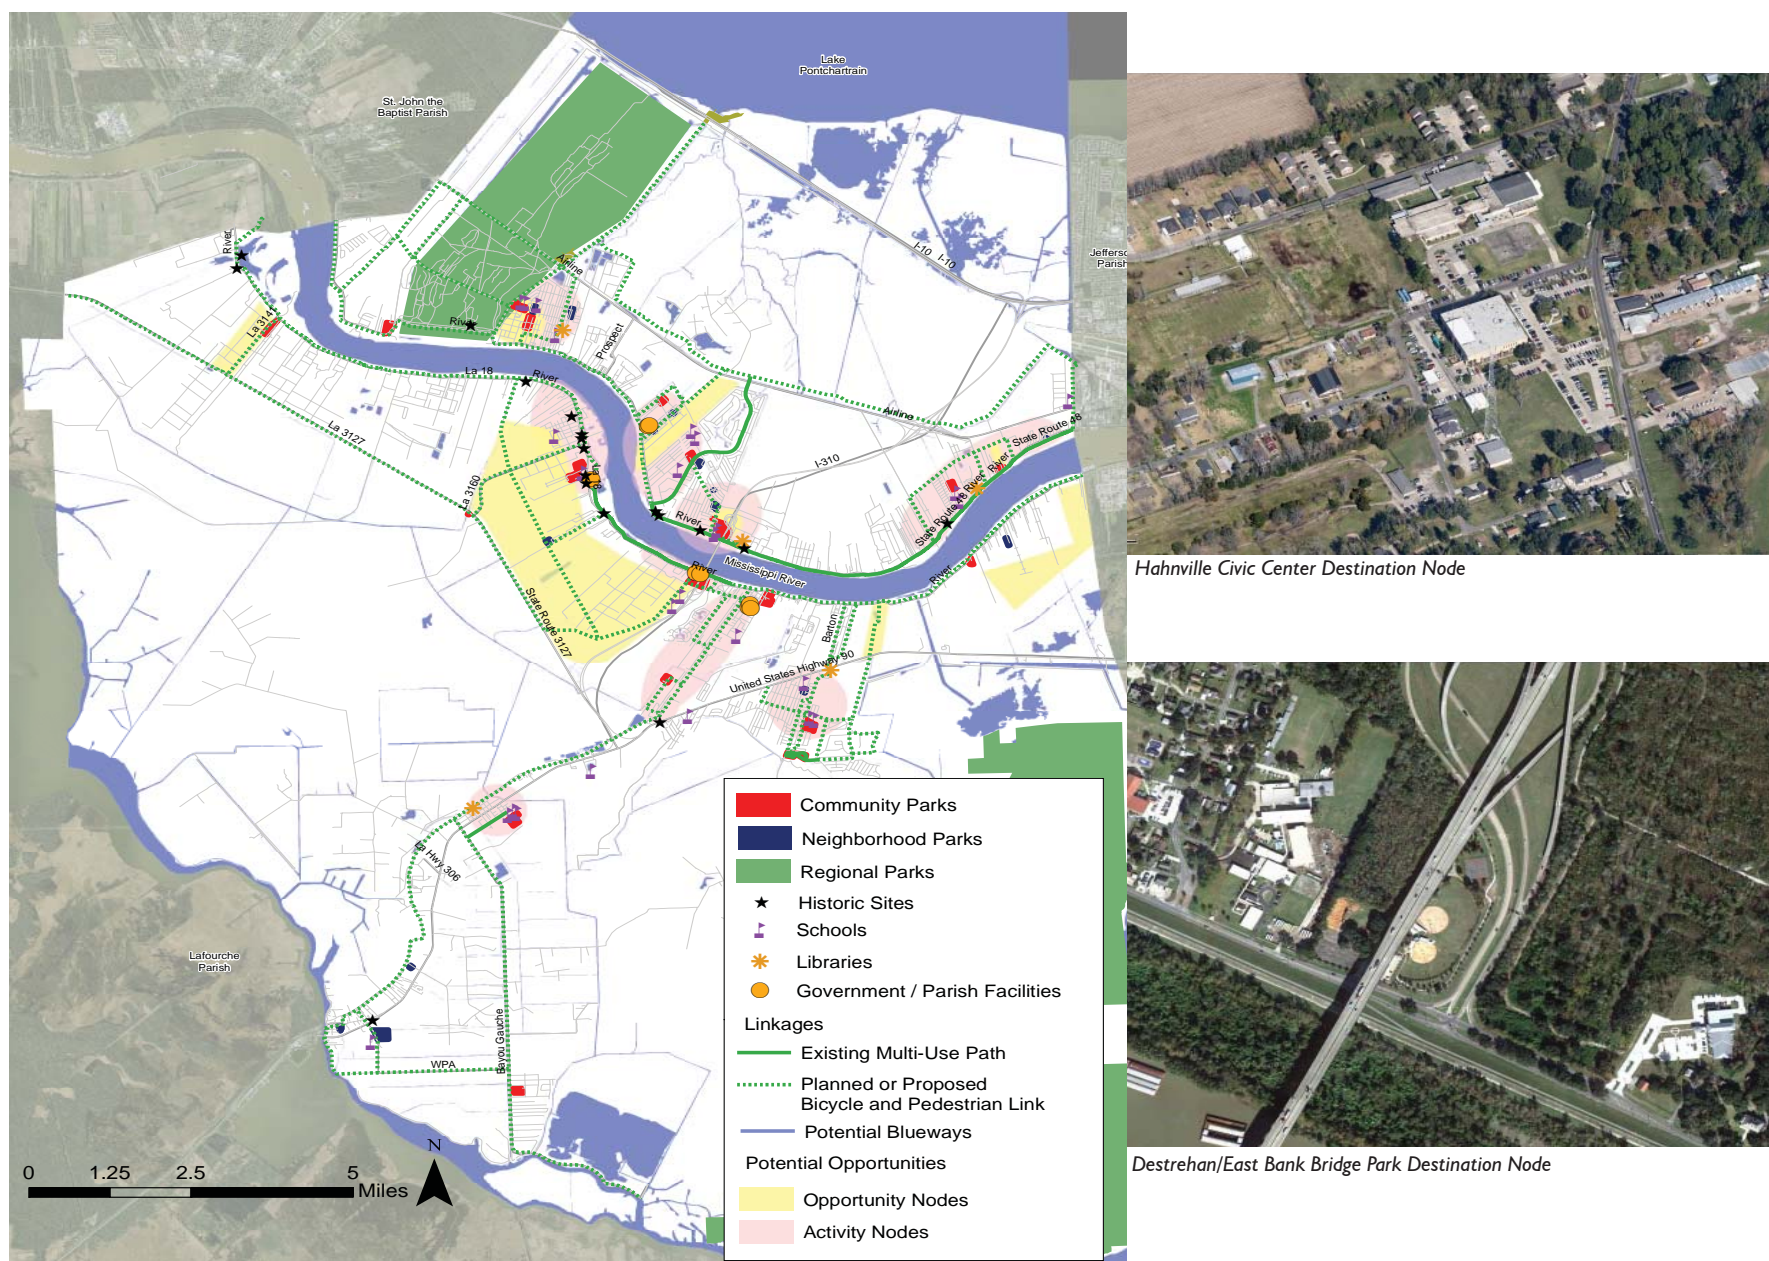 Lake
Pontchartrain
St. John the
Baptist Parish
River
Airline
I-10
I-10
Jefferso
Parish
La 3141
River
Prospect
La 18
River
La 3127
Airline
State Route 48
La 3160
I-310
River
State Route 48
River
River
Mississippi River
River
River
State Route 3127
Barton
United States Highway 90
La Hwy 306
Lafourche
Parish
Bayou Gauche
WPA
N
0 1.25 2.5 5
Miles
Community Parks
Neighborhood Parks
Regional Parks
Historic Sites
Schools
Libraries
Government / Parish Facilities
Linkages
Existing Multi-Use Path
Planned or Proposed
Bicycle and Pedestrian Link
Potential Blueways
Potential Opportunities
Opportunity Nodes
Activity Nodes
Hahnville Civic Center Destination Node
Destrehan/East Bank Bridge Park Destination Node